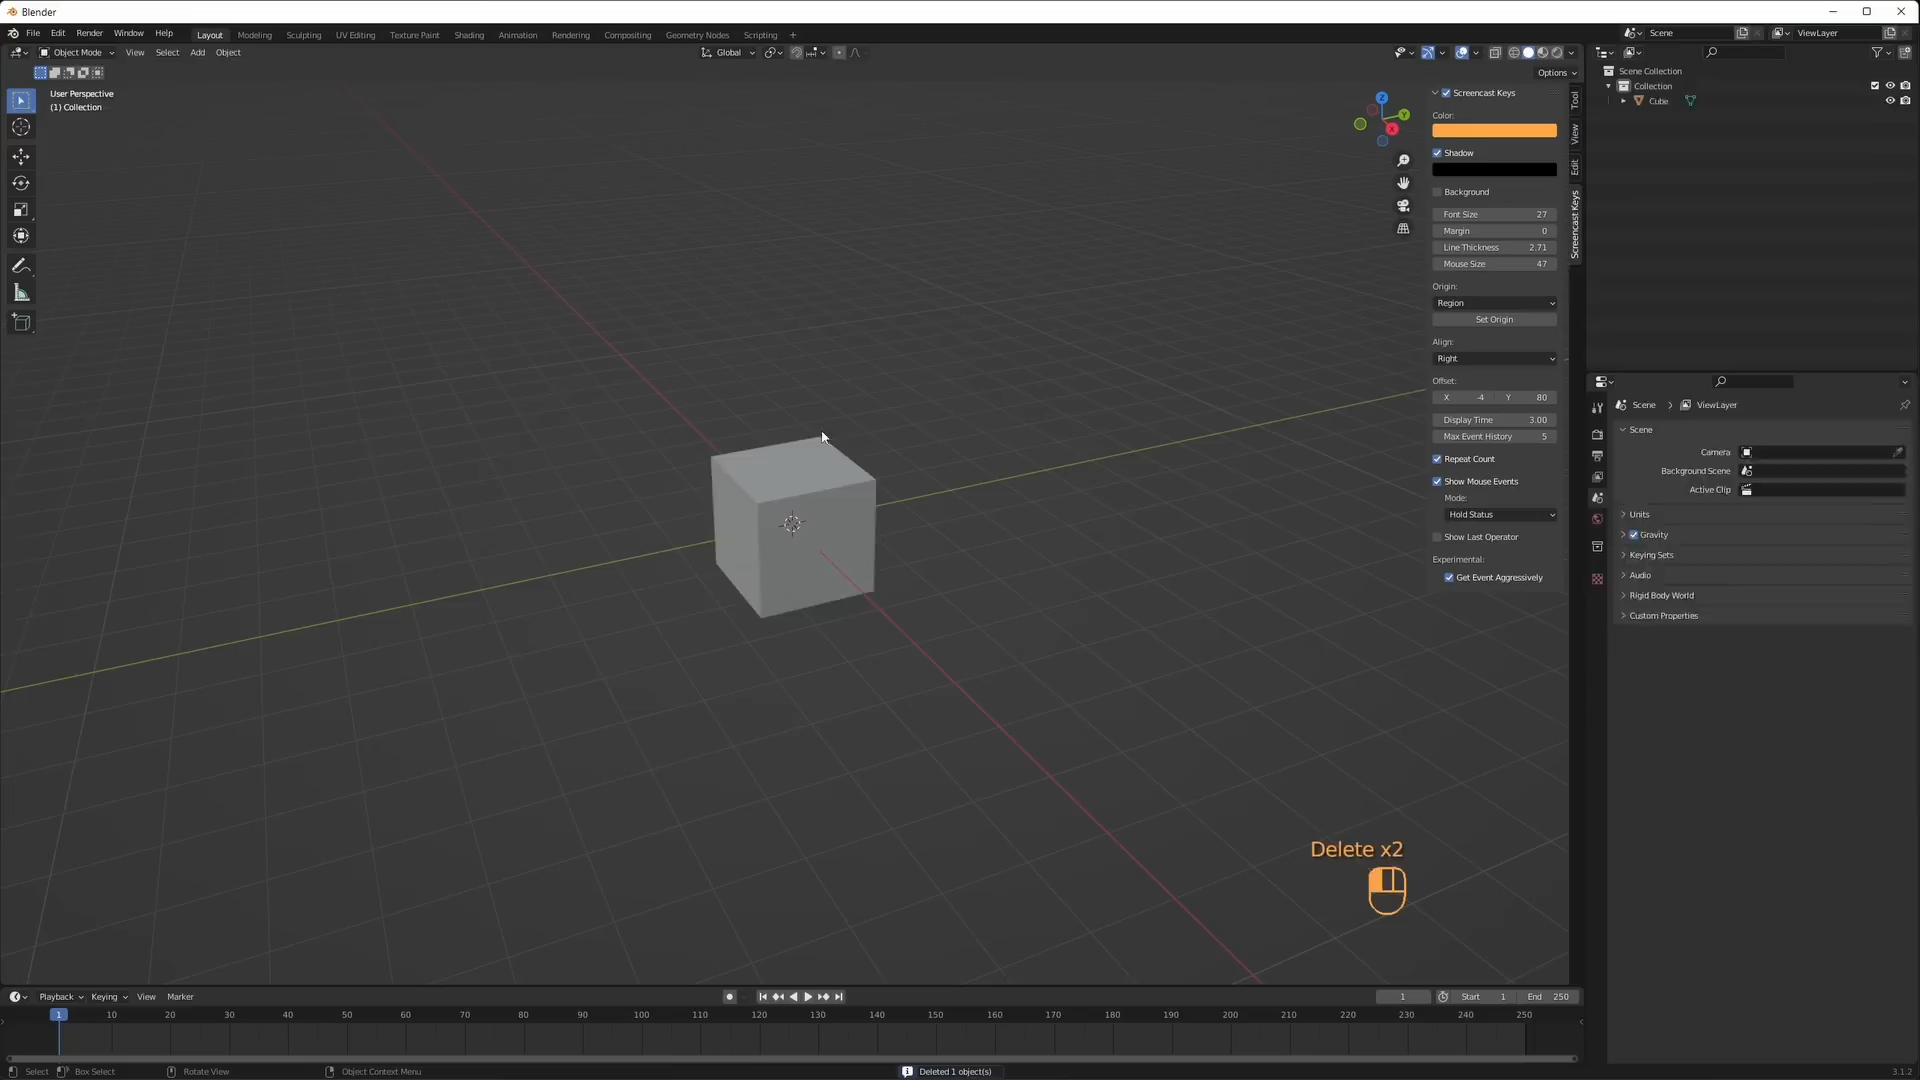 Blender
File Edit Render Window Help Layout Modeling Sculpting UV Editing Texture Paint Shading Animation Rendering Compositing Geometry Nodes Scripting +
Scene ViewLayer
Object Mode View Select Add Object Global
Options
User Perspective
(1) Collection
Z
Y
X
Screencast Keys
Color:
Shadow
Background
Font Size 27
Margin 0
Line Thickness 2.71
Mouse Size 47
Origin:
Region
Set Origin
Align:
Right
Offset:
X -4 Y 80
Display Time 3.00
Max Event History 5
Repeat Count
Show Mouse Events
Mode:
Hold Status
Show Last Operator
Experimental:
Get Event Aggressively
Tool
View
Edit
Screencast Keys
Scene Collection
Collection
Cube
Scene > ViewLayer
Scene
Camera
Background Scene
Active Clip
Units
Gravity
Keying Sets
Audio
Rigid Body World
Custom Properties
Delete x2
Playback Keying View Marker 1 Start 1 End 250
1 10 20 30 40 50 60 70 80 90 100 110 120 130 140 150 160 170 180 190 200 210 220 230 240 250
Select Box Select Rotate View Object Context Menu Deleted 1 object(s) 3.1.2